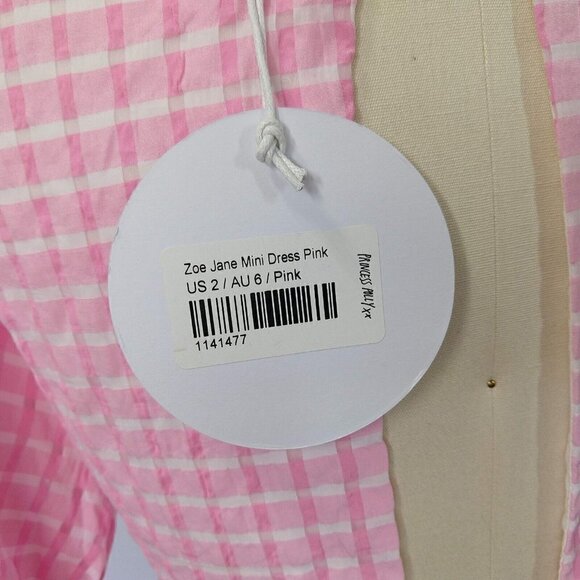 Zoe Jane Mini Dress Pink
US 2 / AU 6 / Pink
1141477
PRINCESS POLLY xx